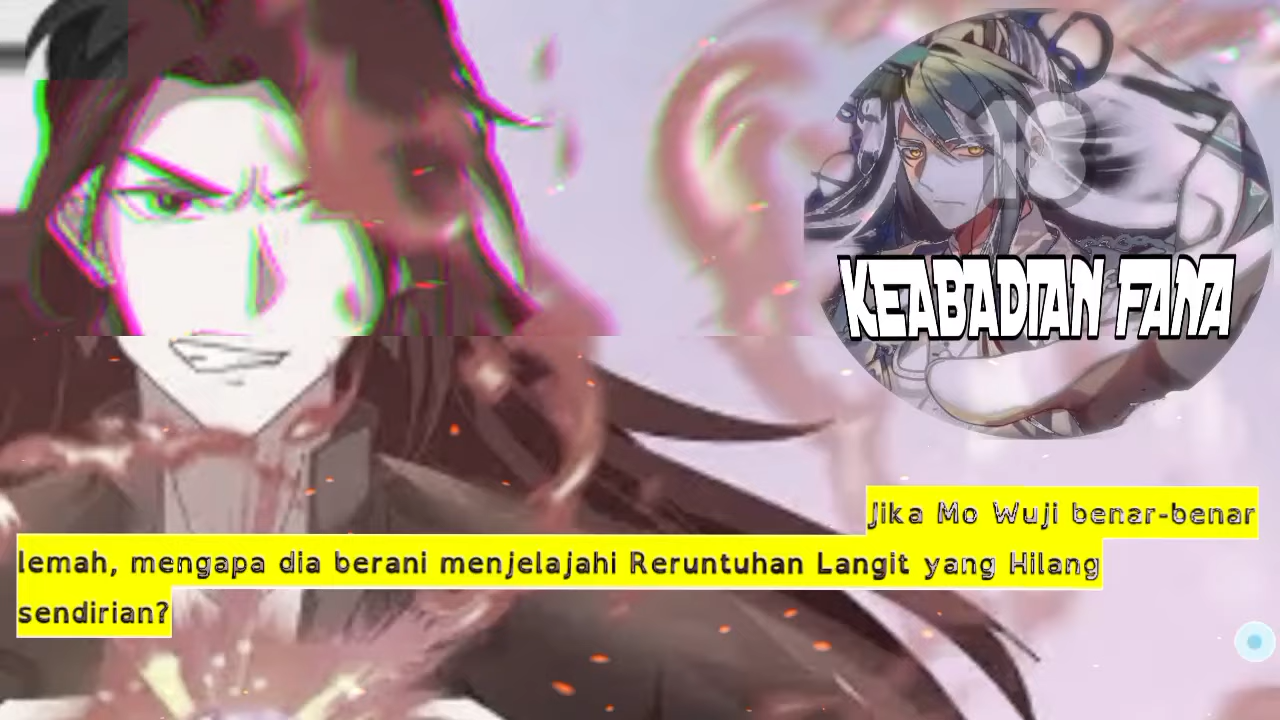 KEABADIAN FANA
Jika Mo Wuji benar-benar
lemah, mengapa dia berani menjelajahi Reruntuhan Langit yang Hilang
sendirian?